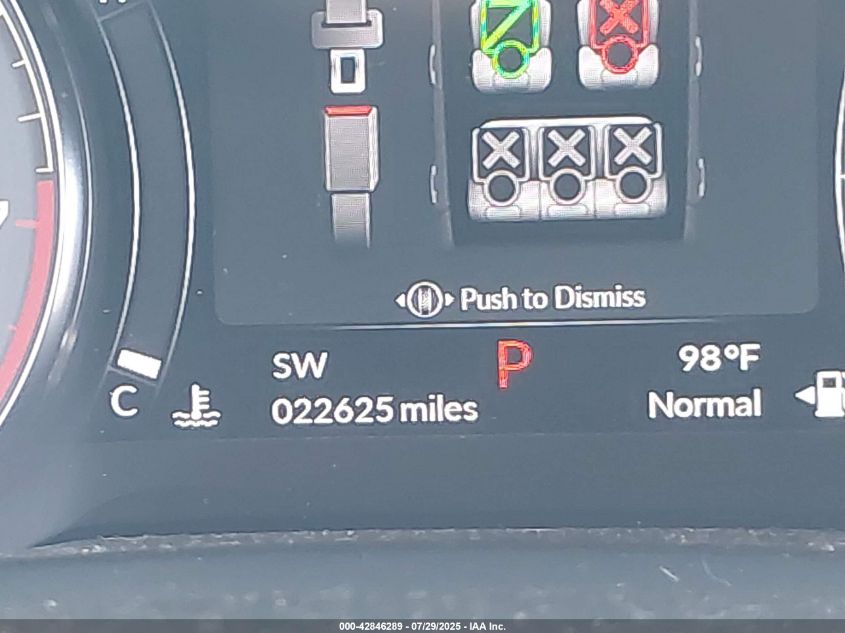 Push to Dismiss
SW
P
98°F
022625 miles
Normal
C
000-42846289 - 07/29/2025 - IAA Inc.